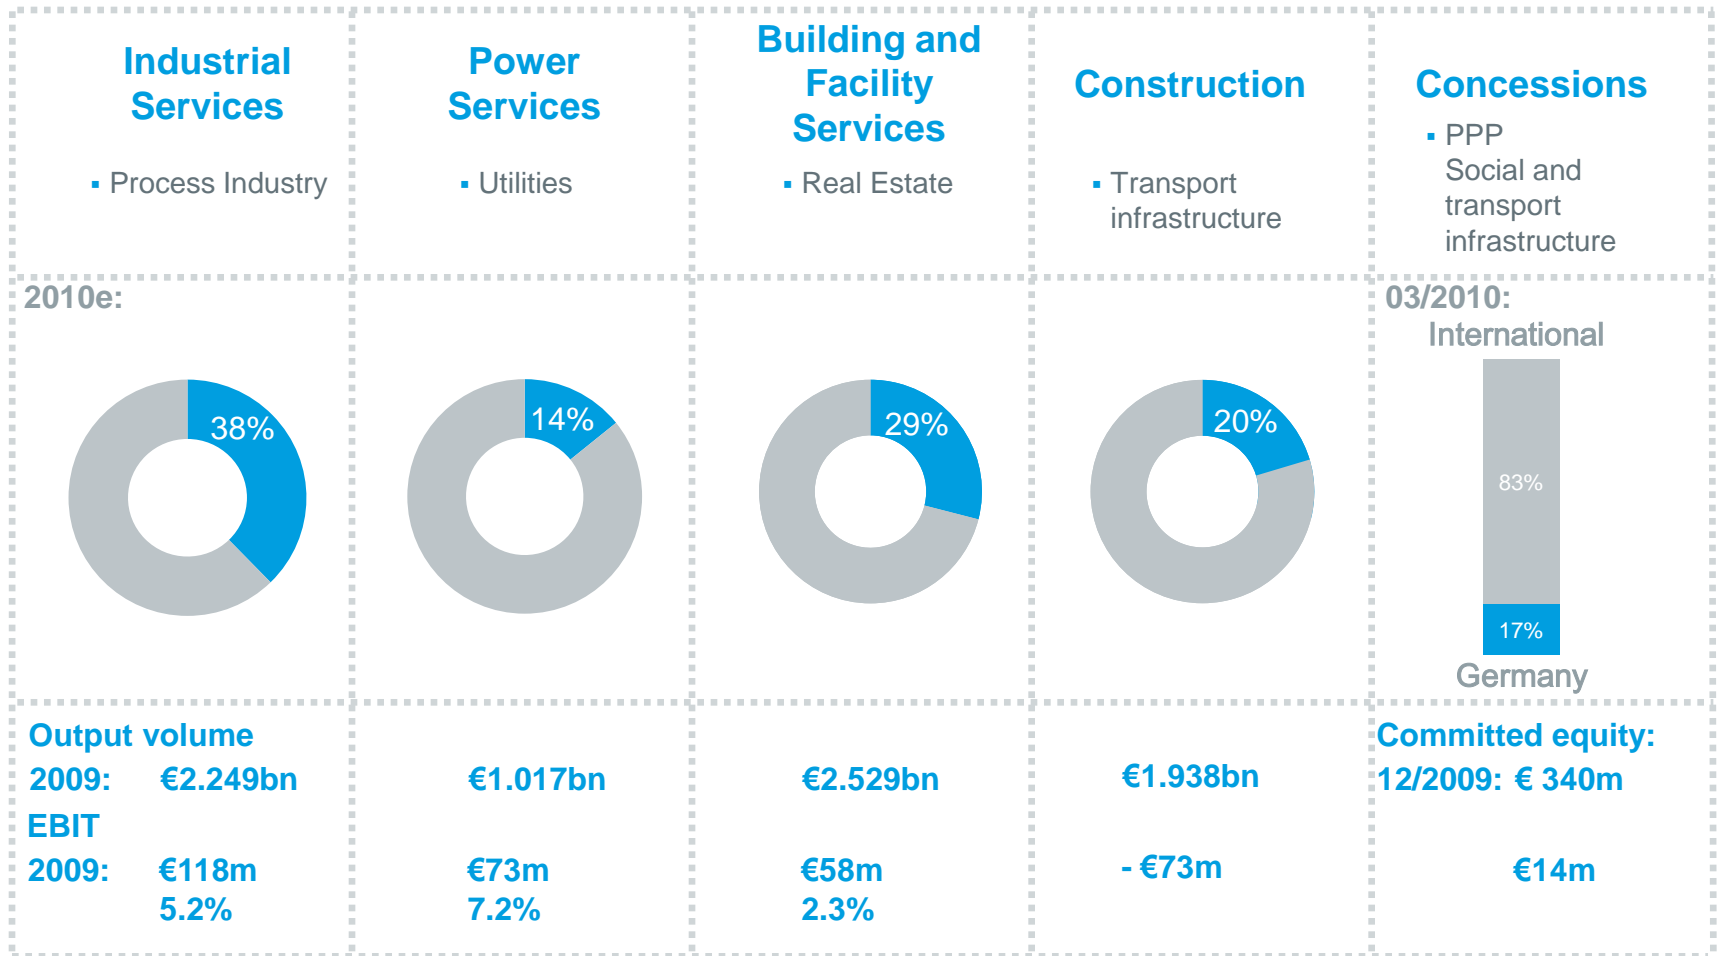 Industrial
Services
▪ Process Industry
Power
Services
▪ Utilities
Building and
Facility
Services
▪ Real Estate
Construction
▪ Transport
infrastructure
Concessions
▪ PPP
Social and
transport
infrastructure
2010e:
38%
14%
29%
20%
03/2010:
International
83%
17%
Germany
Output volume
2009: €2.249bn
EBIT
2009: €118m
5.2%
€1.017bn
€73m
7.2%
€2.529bn
€58m
2.3%
€1.938bn
- €73m
Committed equity:
12/2009: € 340m
€14m